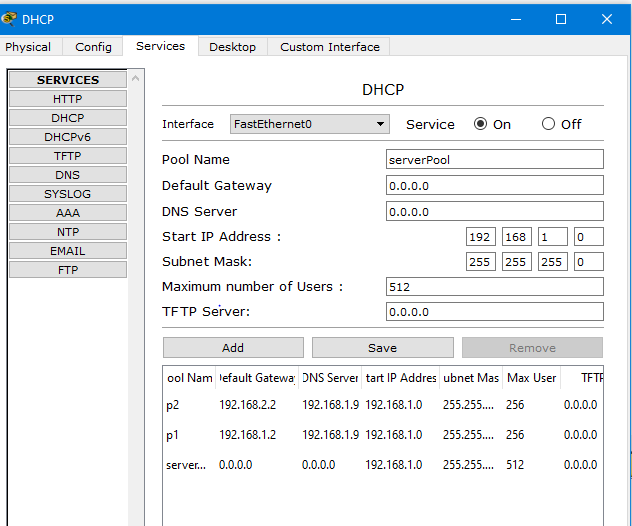 DHCP
Physical Config Services Desktop Custom Interface
SERVICES
HTTP
DHCP
DHCPv6
TFTP
DNS
SYSLOG
AAA
NTP
EMAIL
FTP
DHCP
Interface FastEthernet0 Service On Off
Pool Name serverPool
Default Gateway 0.0.0.0
DNS Server 0.0.0.0
Start IP Address : 192 168 1 0
Subnet Mask: 255 255 255 0
Maximum number of Users : 512
TFTP Server: 0.0.0.0
Add Save Remove
ool Nam efault Gateway DNS Server tart IP Addres ubnet Mas Max User TFTP
p2 192.168.2.2 192.168.1.9 192.168.1.0 255.255.... 256 0.0.0.0
p1 192.168.1.2 192.168.1.9 192.168.1.0 255.255.... 256 0.0.0.0
server... 0.0.0.0 0.0.0.0 192.168.1.0 255.255.... 512 0.0.0.0